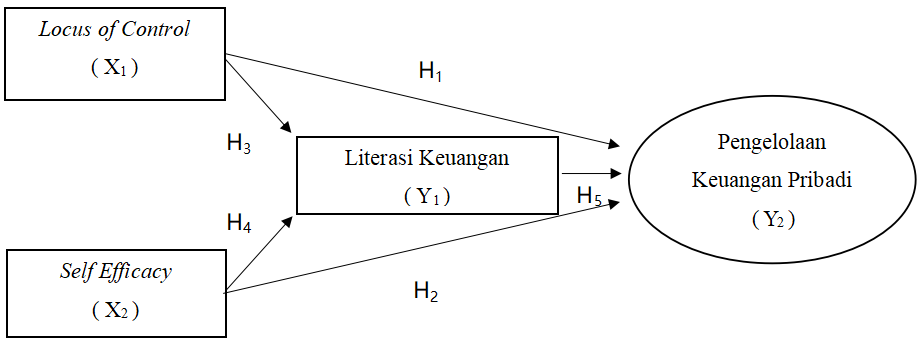 Locus of Control
( X₁ )
H₁
H₃
Literasi Keuangan
( Y₁ )
Pengelolaan
Keuangan Pribadi
( Y₂ )
H₅
H₄
Self Efficacy
( X₂ )
H₂